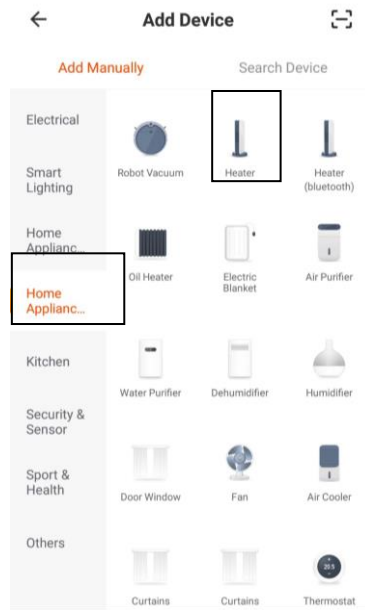 Add Device
Add Manually Search Device
Electrical
Smart
Lighting
Home
Applianc...
Home
Applianc...
Kitchen
Security &
Sensor
Sport &
Health
Others
Robot Vacuum Heater Heater
(bluetooth)
Oil Heater Electric
Blanket Air Purifier
Water Purifier Dehumidifier Humidifier
Door Window Fan Air Cooler
Curtains Curtains Thermostat